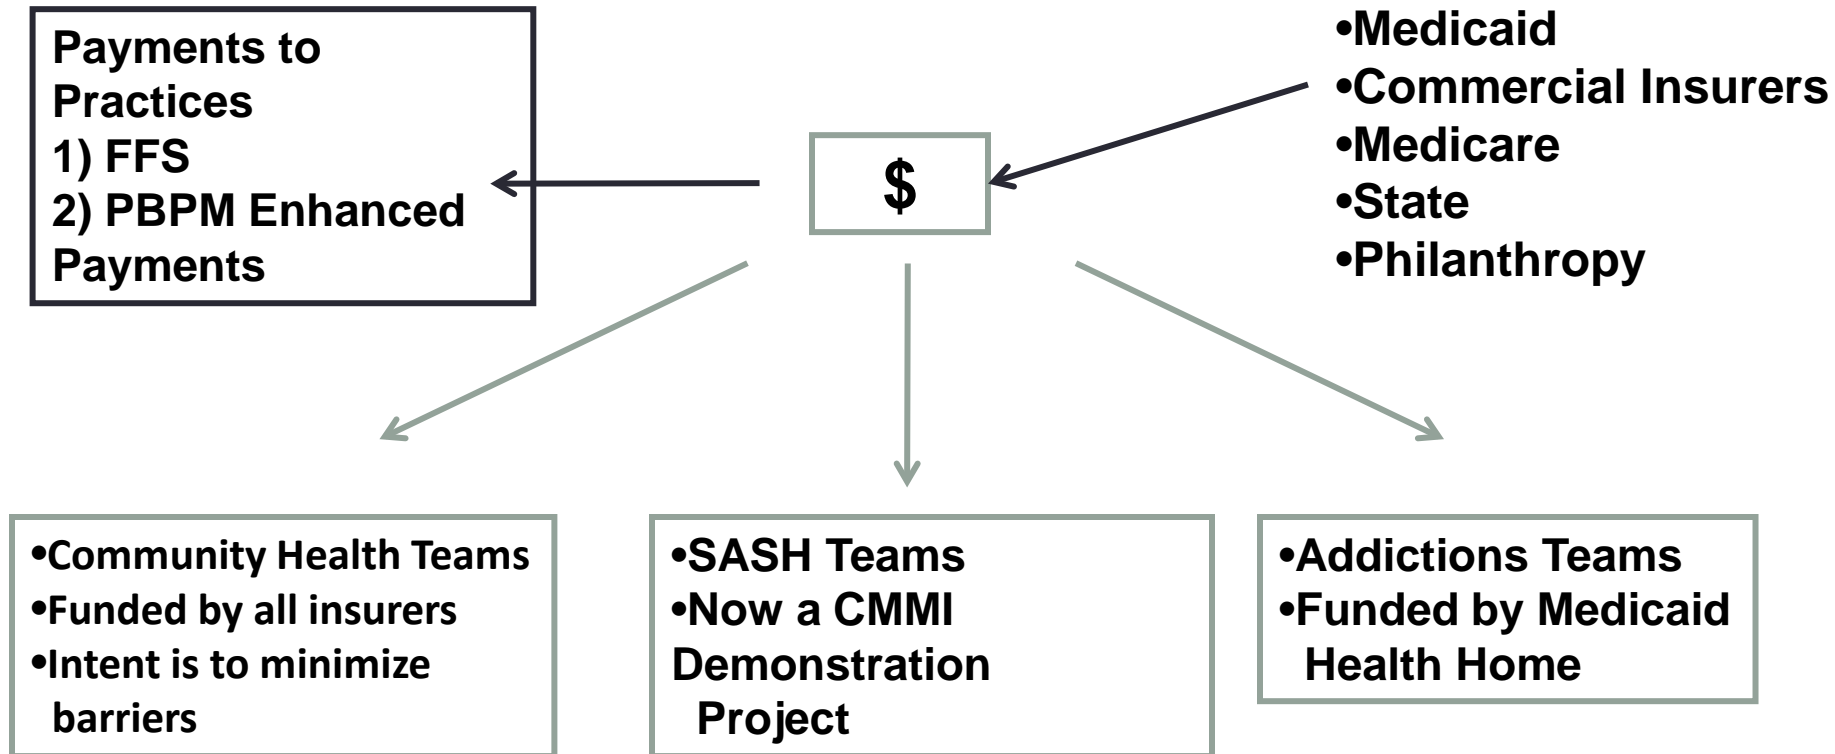 Payments to
Practices
1) FFS
2) PBPM Enhanced
Payments
$
•Medicaid
•Commercial Insurers
•Medicare
•State
•Philanthropy
•Community Health Teams
•Funded by all insurers
•Intent is to minimize
barriers
•SASH Teams
•Now a CMMI
Demonstration
Project
•Addictions Teams
•Funded by Medicaid
Health Home